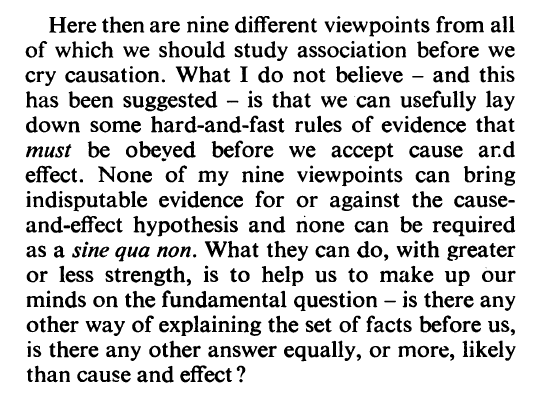 Here then are nine different viewpoints from all
of which we should study association before we
cry causation. What I do not believe – and this
has been suggested – is that we can usefully lay
down some hard-and-fast rules of evidence that
must be obeyed before we accept cause and
effect. None of my nine viewpoints can bring
indisputable evidence for or against the cause-
and-effect hypothesis and none can be required
as a sine qua non. What they can do, with greater
or less strength, is to help us to make up our
minds on the fundamental question – is there any
other way of explaining the set of facts before us,
is there any other answer equally, or more, likely
than cause and effect?